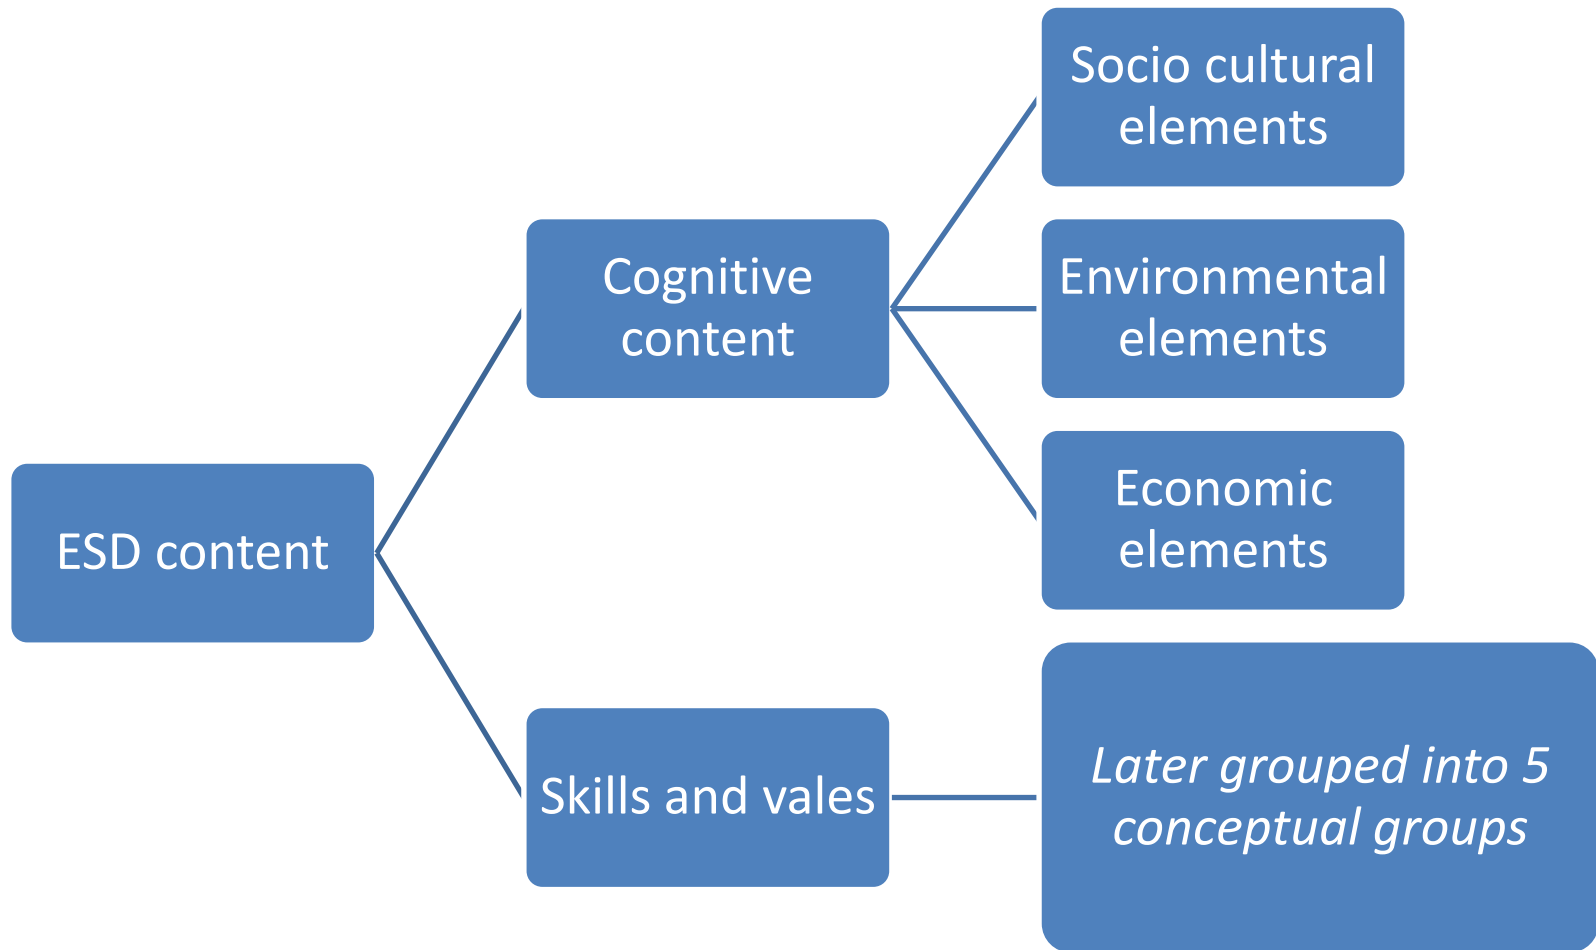 ESD content
Cognitive
content
Skills and vales
Socio cultural
elements
Environmental
elements
Economic
elements
Later grouped into 5
conceptual groups